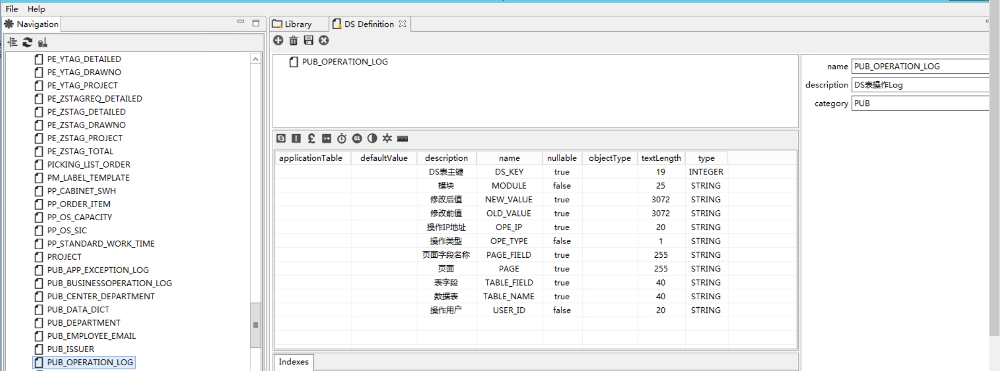 File Help
Navigation
PE_YTAG_DETAILED
PE_YTAG_DRAWNO
PE_YTAG_PROJECT
PE_ZSTAGREQ_DETAILED
PE_ZSTAG_DETAILED
PE_ZSTAG_DRAWNO
PE_ZSTAG_PROJECT
PE_ZSTAG_TOTAL
PICKING_LIST_ORDER
PM_LABEL_TEMPLATE
PP_CABINET_SWH
PP_ORDER_ITEM
PP_OS_CAPACITY
PP_OS_SIC
PP_STANDARD_WORK_TIME
PROJECT
PUB_APP_EXCEPTION_LOG
PUB_BUSINESSOPERATION_LOG
PUB_CENTER_DEPARTMENT
PUB_DATA_DICT
PUB_DEPARTMENT
PUB_EMPLOYEE_EMAIL
PUB_ISSUER
PUB_OPERATION_LOG
Library DS Definition
PUB_OPERATION_LOG
name PUB_OPERATION_LOG
description DS表操作Log
category PUB
applicationTable defaultValue description name nullable objectType textLength type
DS表主键 DS_KEY true 19 INTEGER
模块 MODULE false 25 STRING
修改后值 NEW_VALUE true 3072 STRING
修改前值 OLD_VALUE true 3072 STRING
操作IP地址 OPE_IP true 20 STRING
操作类型 OPE_TYPE false 1 STRING
页面字段名称 PAGE_FIELD true 255 STRING
页面 PAGE true 255 STRING
表字段 TABLE_FIELD true 40 STRING
数据表 TABLE_NAME true 40 STRING
操作用户 USER_ID false 20 STRING
Indexes